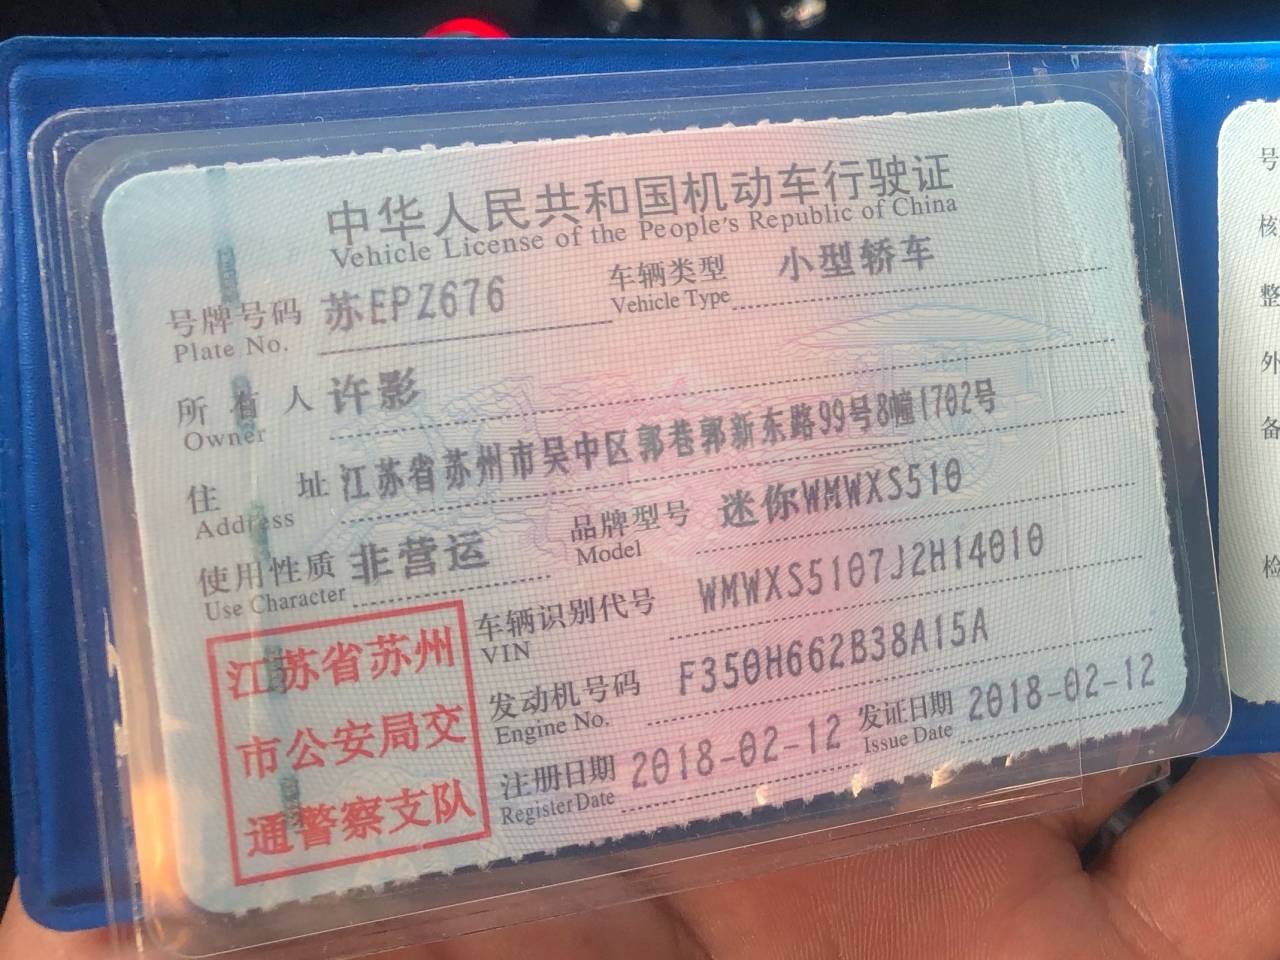 中华人民共和国机动车行驶证
Vehicle License of the People's Republic of China
号牌号码 苏EPZ676 车辆类型 小型轿车
Plate No. Vehicle Type
所有人 许影
Owner
住址 江苏省苏州市吴中区郭巷郭新东路99号8幢1702号
Address
使用性质 非营运 品牌型号 迷你WMWXS510
Use Character Model
车辆识别代号 WMWXS5107J2H14010
VIN
发动机号码 F350H662B38A15A
Engine No.
注册日期 2018-02-12 发证日期 2018-02-12
Register Date Issue Date
江苏省苏州
市公安局交
通警察支队
号
核
整
外
备
检